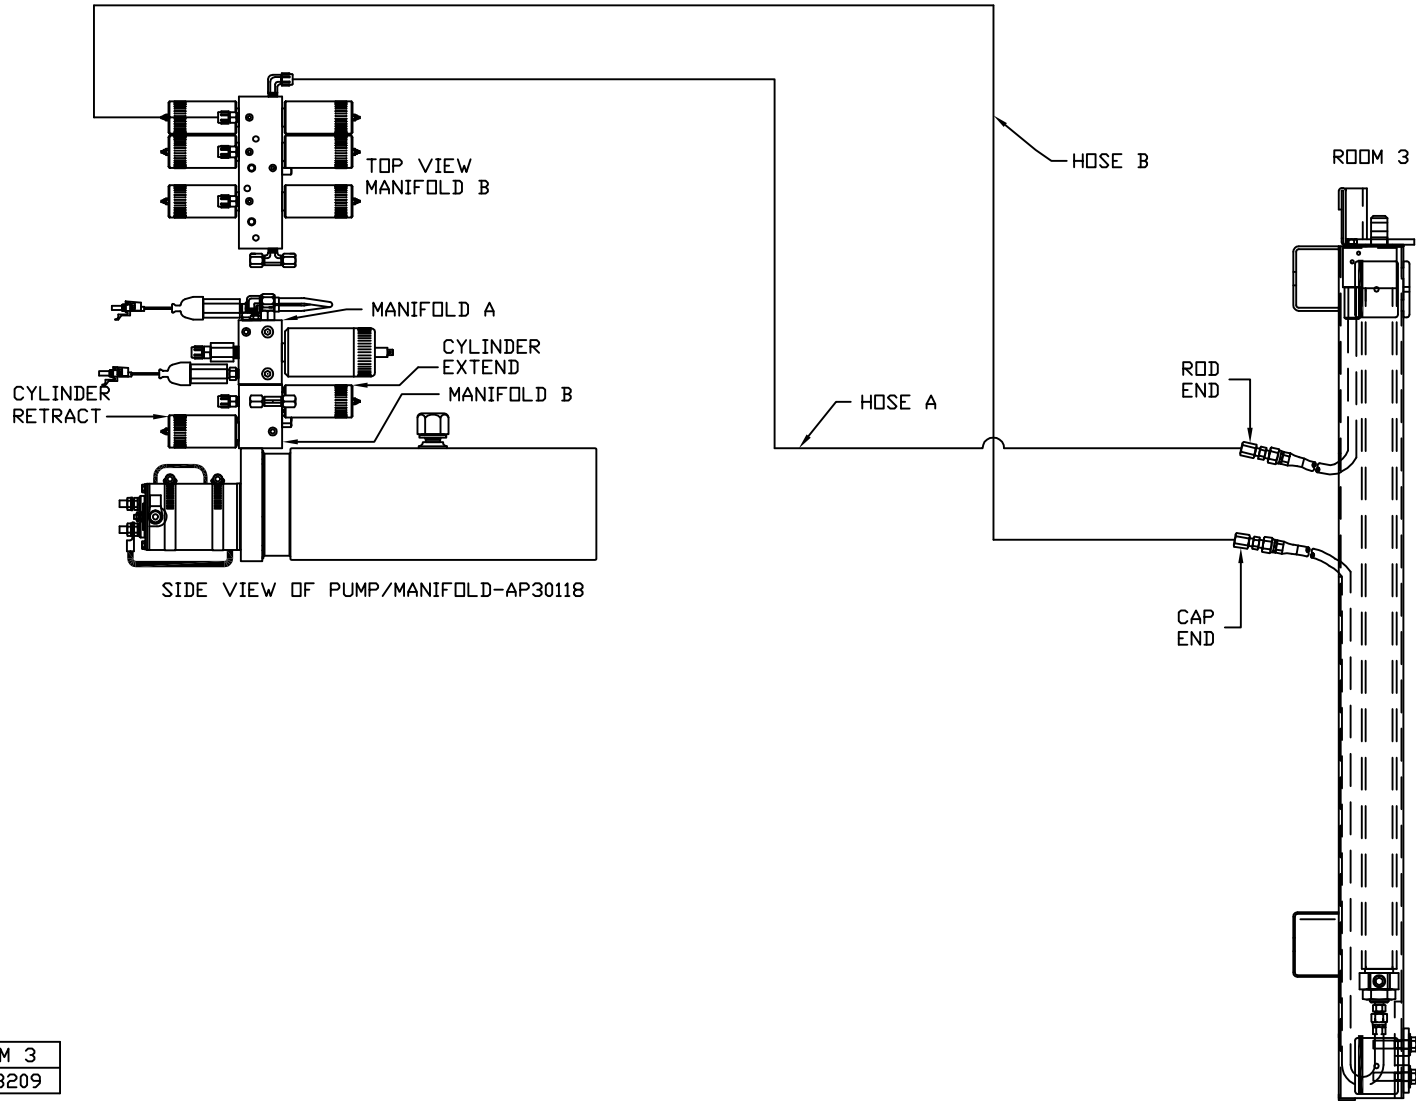 HOSE B
ROOM 3
TOP VIEW
MANIFOLD B
MANIFOLD A
CYLINDER
EXTEND
CYLINDER
RETRACT
MANIFOLD B
HOSE A
ROD
END
SIDE VIEW OF PUMP/MANIFOLD-AP30118
CAP
END
M 3
3209